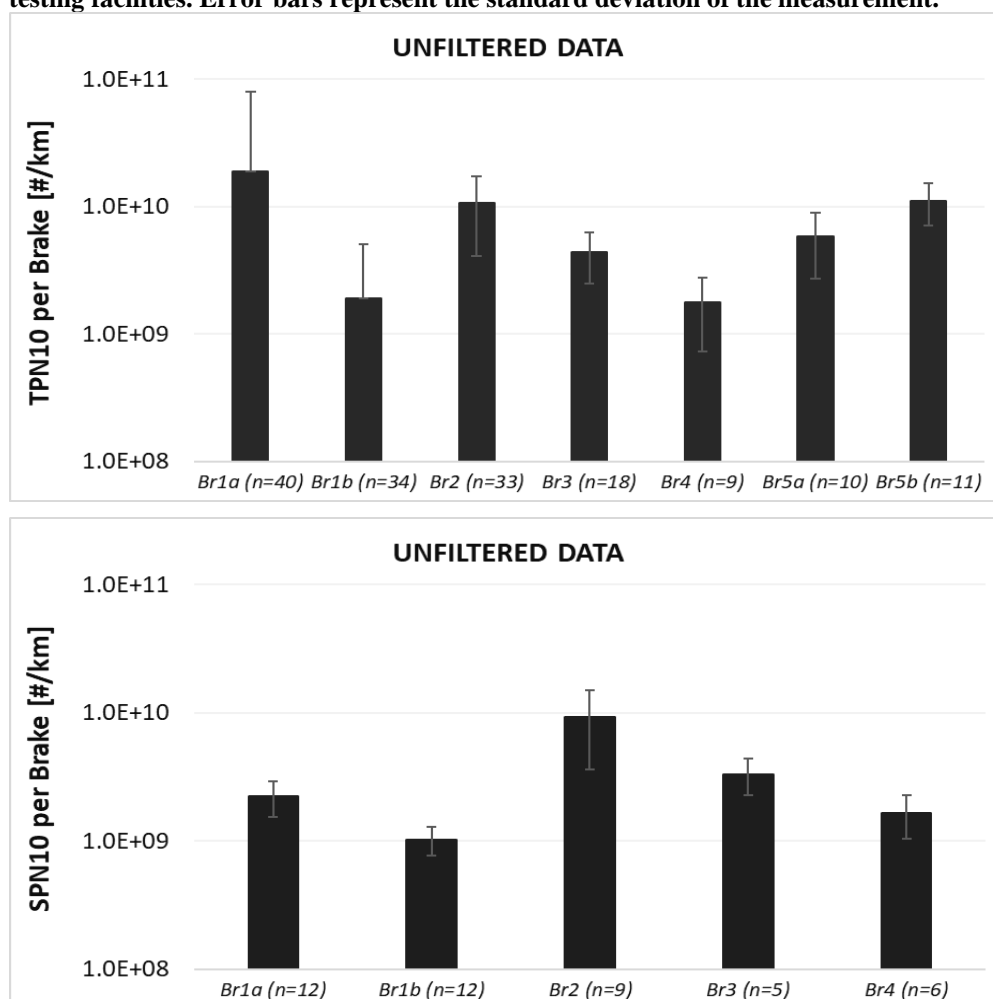 testing facilities. Error bars represent the standard deviation of the measurement.
UNFILTERED DATA
TPN10 per Brake [#/km]
1.0E+11
1.0E+10
1.0E+09
1.0E+08
Br1a (n=40) Br1b (n=34) Br2 (n=33) Br3 (n=18) Br4 (n=9) Br5a (n=10) Br5b (n=11)
UNFILTERED DATA
SPN10 per Brake [#/km]
1.0E+11
1.0E+10
1.0E+09
1.0E+08
Br1a (n=12) Br1b (n=12) Br2 (n=9) Br3 (n=5) Br4 (n=6)